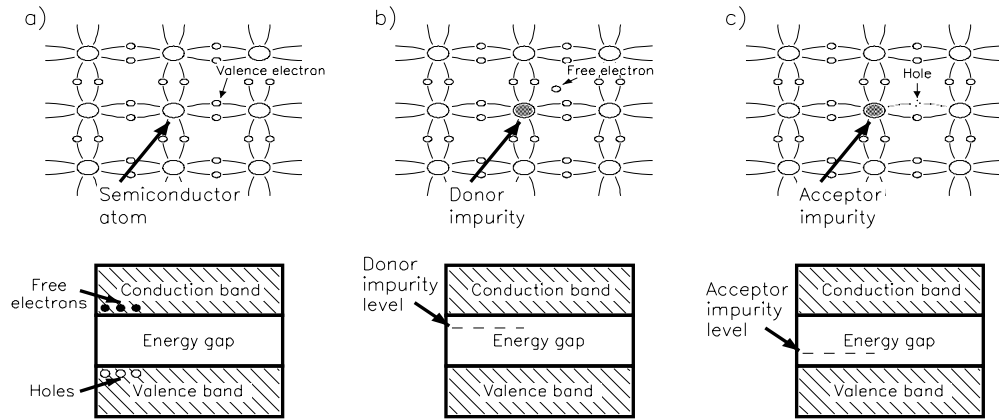 a)
Valence electron
Semiconductor
atom
b)
Free electron
Donor
impurity
c)
Hole
Acceptor
impurity
Free
electrons
Conduction band
Energy gap
Holes
Valence band
Donor
impurity
level
Conduction band
Energy gap
Valence band
Acceptor
impurity
level
Conduction band
Energy gap
Valence band